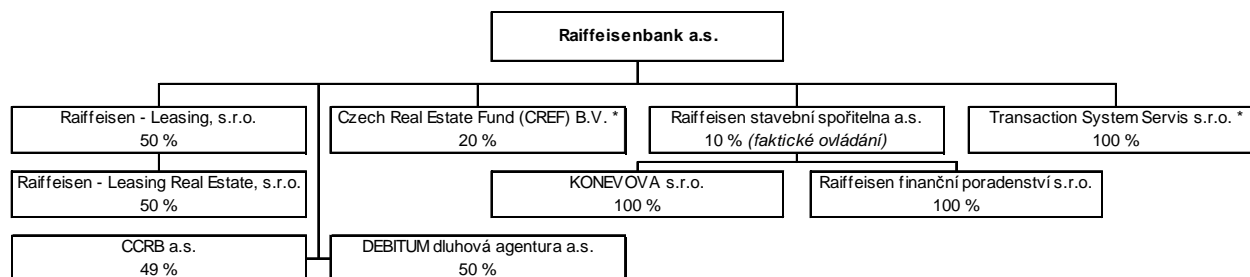 Raiffeisenbank a.s.
Raiffeisen - Leasing, s.r.o.
50 %
Czech Real Estate Fund (CREF) B.V. *
20 %
Raiffeisen stavební spořitelna a.s.
10 % (faktické ovládání)
Transaction System Servis s.r.o. *
100 %
Raiffeisen - Leasing Real Estate, s.r.o.
50 %
KONEVOVA s.r.o.
100 %
Raiffeisen finanční poradenství s.r.o.
100 %
CCRB a.s.
49 %
DEBITUM dluhová agentura a.s.
50 %